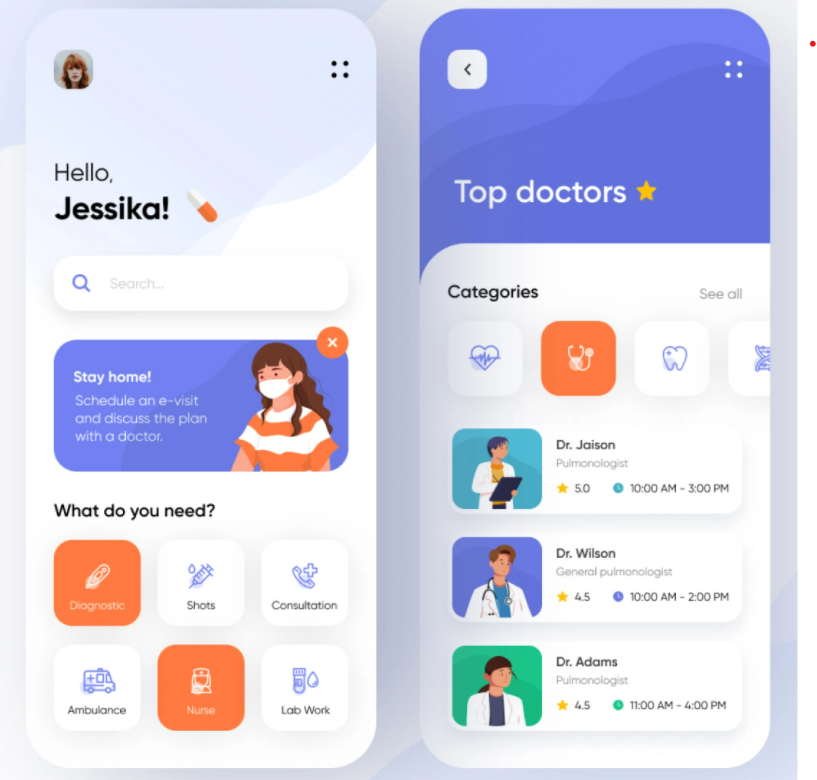 Hello,
Jessika!
Search...
Stay home!
Schedule an e-visit
and discuss the plan
with a doctor.
What do you need?
Diagnostic
Shots
Consultation
Ambulance
Nurse
Lab Work
Top doctors
Categories
See all
Dr. Jaison
Pulmonologist
5.0
10:00 AM - 3:00 PM
Dr. Wilson
General pulmonologist
4.5
10:00 AM - 2:00 PM
Dr. Adams
Pulmonologist
4.5
11:00 AM - 4:00 PM